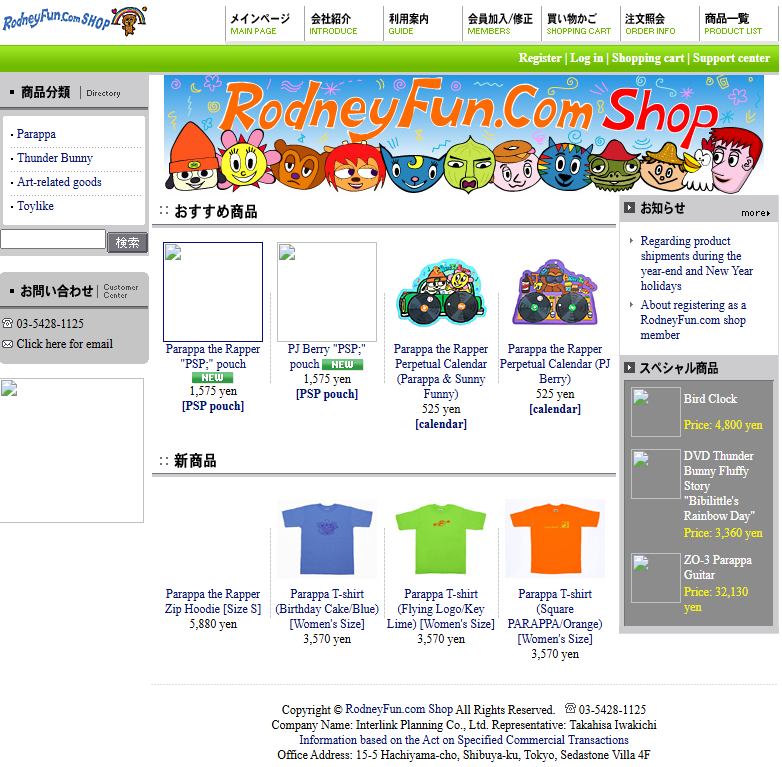 RodneyFun.Com SHOP
メインページ
MAIN PAGE
会社紹介
INTRODUCE
利用案内
GUIDE
会員加入/修正
MEMBERS
買い物かご
SHOPPING CART
注文照会
ORDER INFO
商品一覧
PRODUCT LIST
Register | Log in | Shopping cart | Support center
商品分類 | Directory
Parappa
Thunder Bunny
Art-related goods
Toylike
検索
お問い合わせ | Customer Center
03-5428-1125
Click here for email
RodneyFun.Com Shop
おすすめ商品
Parappa the Rapper
"PSP;" pouch
NEW
1,575 yen
[PSP pouch]
PJ Berry "PSP;"
pouch NEW
1,575 yen
[PSP pouch]
Parappa the Rapper
Perpetual Calendar
(Parappa & Sunny
Funny)
525 yen
[calendar]
Parappa the Rapper
Perpetual Calendar (PJ
Berry)
525 yen
[calendar]
新商品
Parappa the Rapper
Zip Hoodie [Size S]
5,880 yen
Parappa T-shirt
(Birthday Cake/Blue)
[Women's Size]
3,570 yen
Parappa T-shirt
(Flying Logo/Key
Lime) [Women's Size]
3,570 yen
Parappa T-shirt
(Square
PARAPPA/Orange)
[Women's Size]
3,570 yen
お知らせ
more
Regarding product
shipments during the
year-end and New Year
holidays
About registering as a
RodneyFun.com shop
member
スペシャル商品
Bird Clock
Price: 4,800 yen
DVD Thunder
Bunny Fluffy
Story
"Bibilittle's
Rainbow Day"
Price: 3,360 yen
ZO-3 Parappa
Guitar
Price: 32,130
yen
Copyright © RodneyFun.com Shop All Rights Reserved. 03-5428-1125
Company Name: Interlink Planning Co., Ltd. Representative: Takahisa Iwakichi
Information based on the Act on Specified Commercial Transactions
Office Address: 15-5 Hachiyama-cho, Shibuya-ku, Tokyo, Sedastone Villa 4F